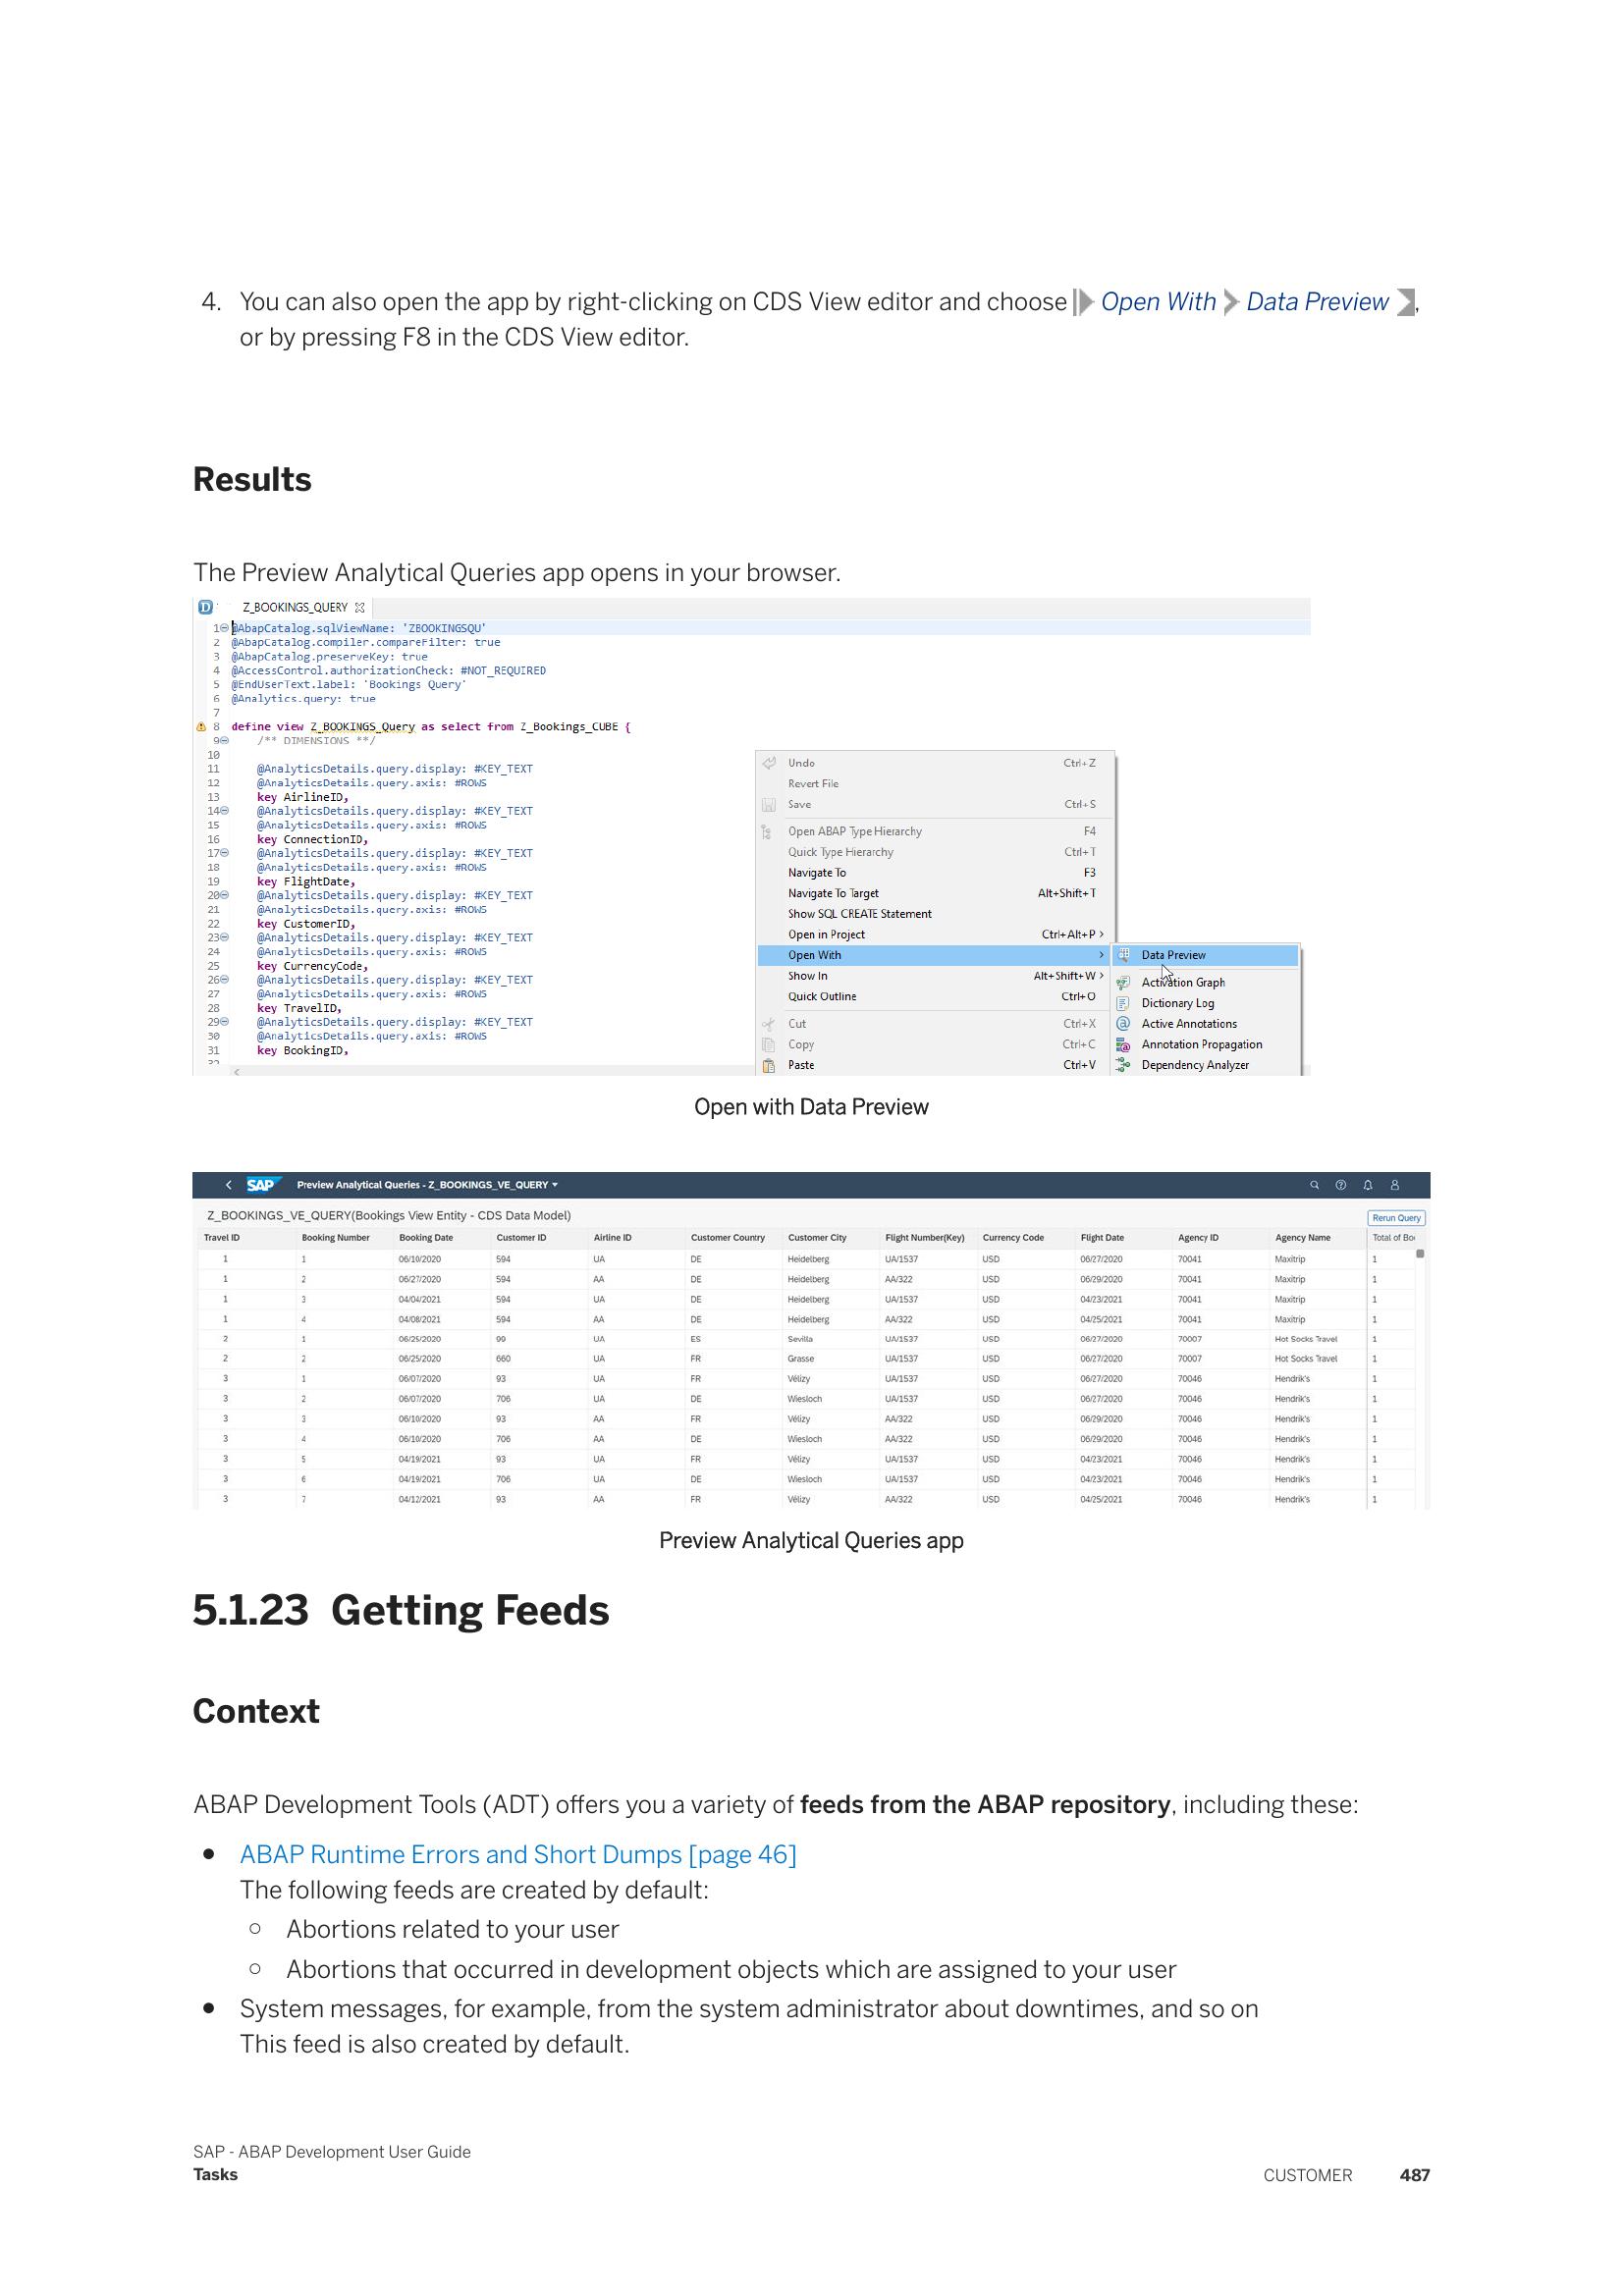 4. You can also open the app by right-clicking on CDS View editor and choose Open With Data Preview ,
or by pressing F8 in the CDS View editor.
Results
The Preview Analytical Queries app opens in your browser.
Z_BOOKINGS_QUERY
1 @AbapCatalog.sqlViewName: 'ZBOOKINGSQU'
2 @AbapCatalog.compiler.compareFilter: true
3 @AbapCatalog.preserveKey: true
4 @AccessControl.authorizationCheck: #NOT_REQUIRED
5 @EndUserText.label: 'Bookings Query'
6 @Analytics.query: true
7
8 define view Z_BOOKINGS_Query as select from Z_Bookings_CUBE {
9 /** DIMENSIONS **/
10
11 @AnalyticsDetails.query.display: #KEY_TEXT
12 @AnalyticsDetails.query.axis: #ROWS
13 key AirlineID,
14 @AnalyticsDetails.query.display: #KEY_TEXT
15 @AnalyticsDetails.query.axis: #ROWS
16 key ConnectionID,
17 @AnalyticsDetails.query.display: #KEY_TEXT
18 @AnalyticsDetails.query.axis: #ROWS
19 key FlightDate,
20 @AnalyticsDetails.query.display: #KEY_TEXT
21 @AnalyticsDetails.query.axis: #ROWS
22 key CustomerID,
23 @AnalyticsDetails.query.display: #KEY_TEXT
24 @AnalyticsDetails.query.axis: #ROWS
25 key CurrencyCode,
26 @AnalyticsDetails.query.display: #KEY_TEXT
27 @AnalyticsDetails.query.axis: #ROWS
28 key TravelID,
29 @AnalyticsDetails.query.display: #KEY_TEXT
30 @AnalyticsDetails.query.axis: #ROWS
31 key BookingID,
32
Undo Ctrl+Z
Revert File
Save Ctrl+S
Open ABAP Type Hierarchy F4
Quick Type Hierarchy Ctrl+T
Navigate To F3
Navigate To Target Alt+Shift+T
Show SQL CREATE Statement
Open in Project Ctrl+Alt+P >
Open With >
Show In Alt+Shift+W >
Quick Outline Ctrl+O
Cut Ctrl+X
Copy Ctrl+C
Paste Ctrl+V
Data Preview
Activation Graph
Dictionary Log
Active Annotations
Annotation Propagation
Dependency Analyzer
Open with Data Preview
SAP Preview Analytical Queries - Z_BOOKINGS_VE_QUERY
Z_BOOKINGS_VE_QUERY(Bookings View Entity - CDS Data Model) Rerun Query
Travel ID Booking Number Booking Date Customer ID Airline ID Customer Country Customer City Flight Number(Key) Currency Code Flight Date Agency ID Agency Name Total of Boo
1 1 06/10/2020 594 UA DE Heidelberg UA/1537 USD 06/27/2020 70041 Maxitrip 1
1 2 06/27/2020 594 AA DE Heidelberg AA/322 USD 06/29/2020 70041 Maxitrip 1
1 3 04/04/2021 594 UA DE Heidelberg UA/1537 USD 04/23/2021 70041 Maxitrip 1
1 4 04/08/2021 594 AA DE Heidelberg AA/322 USD 04/25/2021 70041 Maxitrip 1
2 1 06/25/2020 99 UA ES Sevilla UA/1537 USD 06/27/2020 70007 Hot Socks Travel 1
2 2 06/25/2020 660 UA FR Grasse UA/1537 USD 06/27/2020 70007 Hot Socks Travel 1
3 1 06/07/2020 93 UA FR Vélizy UA/1537 USD 06/27/2020 70046 Hendrik's 1
3 2 06/07/2020 706 UA DE Wiesloch UA/1537 USD 06/27/2020 70046 Hendrik's 1
3 3 06/10/2020 93 AA FR Vélizy AA/322 USD 06/29/2020 70046 Hendrik's 1
3 4 06/10/2020 706 AA DE Wiesloch AA/322 USD 06/29/2020 70046 Hendrik's 1
3 5 04/19/2021 93 UA FR Vélizy UA/1537 USD 04/23/2021 70046 Hendrik's 1
3 6 04/19/2021 706 UA DE Wiesloch UA/1537 USD 04/23/2021 70046 Hendrik's 1
3 7 04/12/2021 93 AA FR Vélizy AA/322 USD 04/25/2021 70046 Hendrik's 1
Preview Analytical Queries app
5.1.23 Getting Feeds
Context
ABAP Development Tools (ADT) offers you a variety of feeds from the ABAP repository, including these:
● ABAP Runtime Errors and Short Dumps [page 46]
The following feeds are created by default:
○ Abortions related to your user
○ Abortions that occurred in development objects which are assigned to your user
● System messages, for example, from the system administrator about downtimes, and so on
This feed is also created by default.
SAP - ABAP Development User Guide
Tasks
CUSTOMER 487